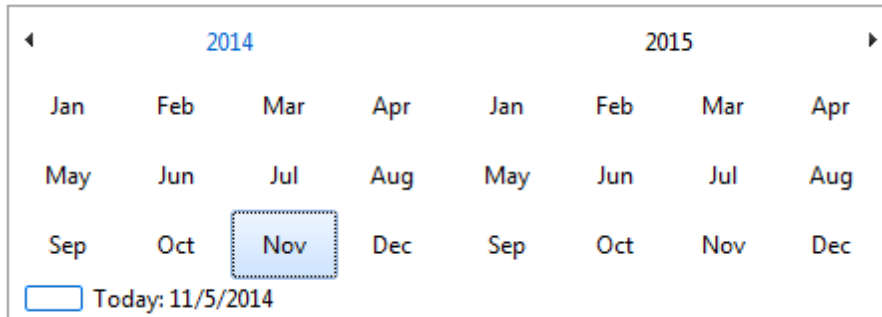 2014 2015
Jan Feb Mar Apr Jan Feb Mar Apr
May Jun Jul Aug May Jun Jul Aug
Sep Oct Nov Dec Sep Oct Nov Dec
Today: 11/5/2014